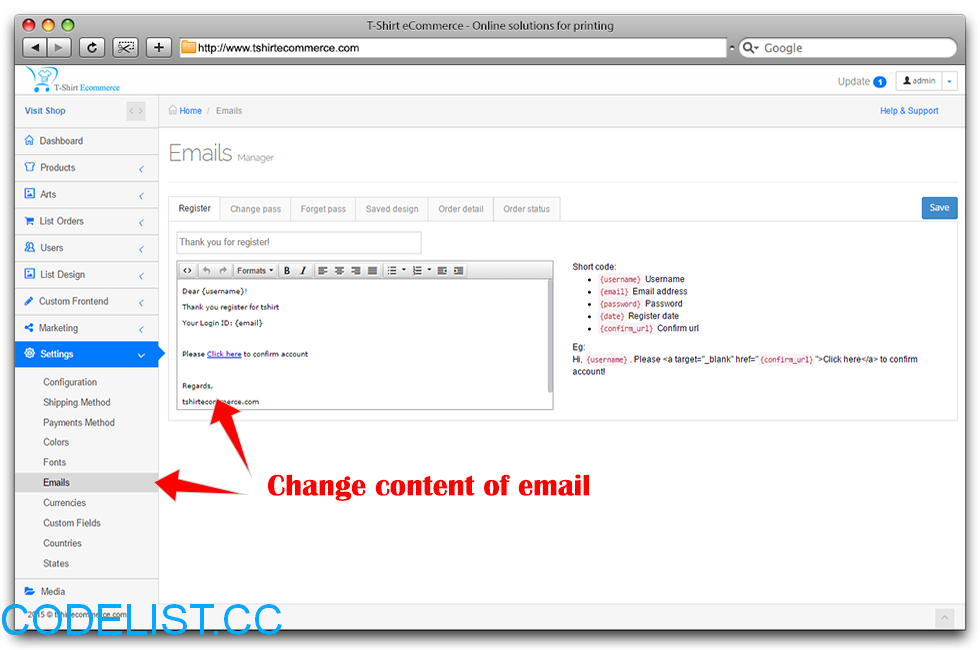 T-Shirt eCommerce - Online solutions for printing
http://www.tshirtecommerce.com
Google
T-Shirt Ecommerce
Update 1
admin
Visit Shop
Home / Emails
Help & Support
Dashboard
Products
Arts
List Orders
Users
List Design
Custom Frontend
Marketing
Settings
Configuration
Shipping Method
Payments Method
Colors
Fonts
Emails
Currencies
Custom Fields
Countries
States
Media
Emails Manager
Register
Change pass
Forget pass
Saved design
Order detail
Order status
Save
Thank you for register!
Formats
B
I
Dear {username}!
Thank you register for tshirt
Your Login ID: {email}
Please Click here to confirm account
Regards,
tshirtecommerce.com
Short code:
{username} Username
{email} Email address
{password} Password
{date} Register date
{confirm_url} Confirm url
Eg:
Hi, {username} . Please <a target="_blank" href=" {confirm_url} ">Click here</a> to confirm
account!
Change content of email
2015 © tshirtecommerce.com
CODELIST.CC